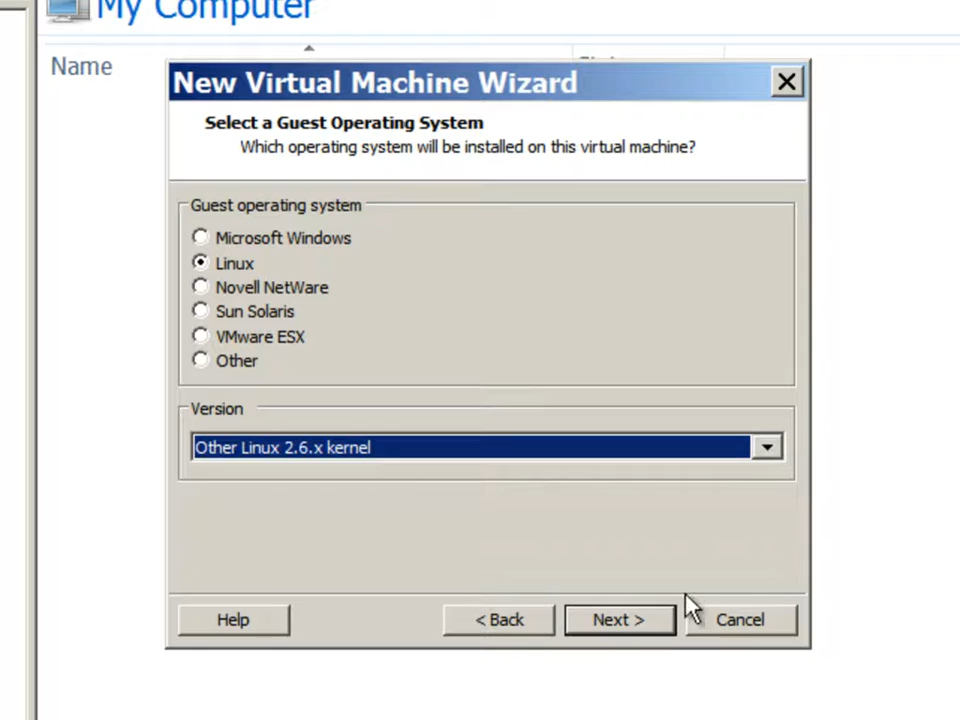 My Computer
Name
New Virtual Machine Wizard
Select a Guest Operating System
Which operating system will be installed on this virtual machine?
Guest operating system
Microsoft Windows
Linux
Novell NetWare
Sun Solaris
VMware ESX
Other
Version
Other Linux 2.6.x kernel
Help
< Back
Next >
Cancel